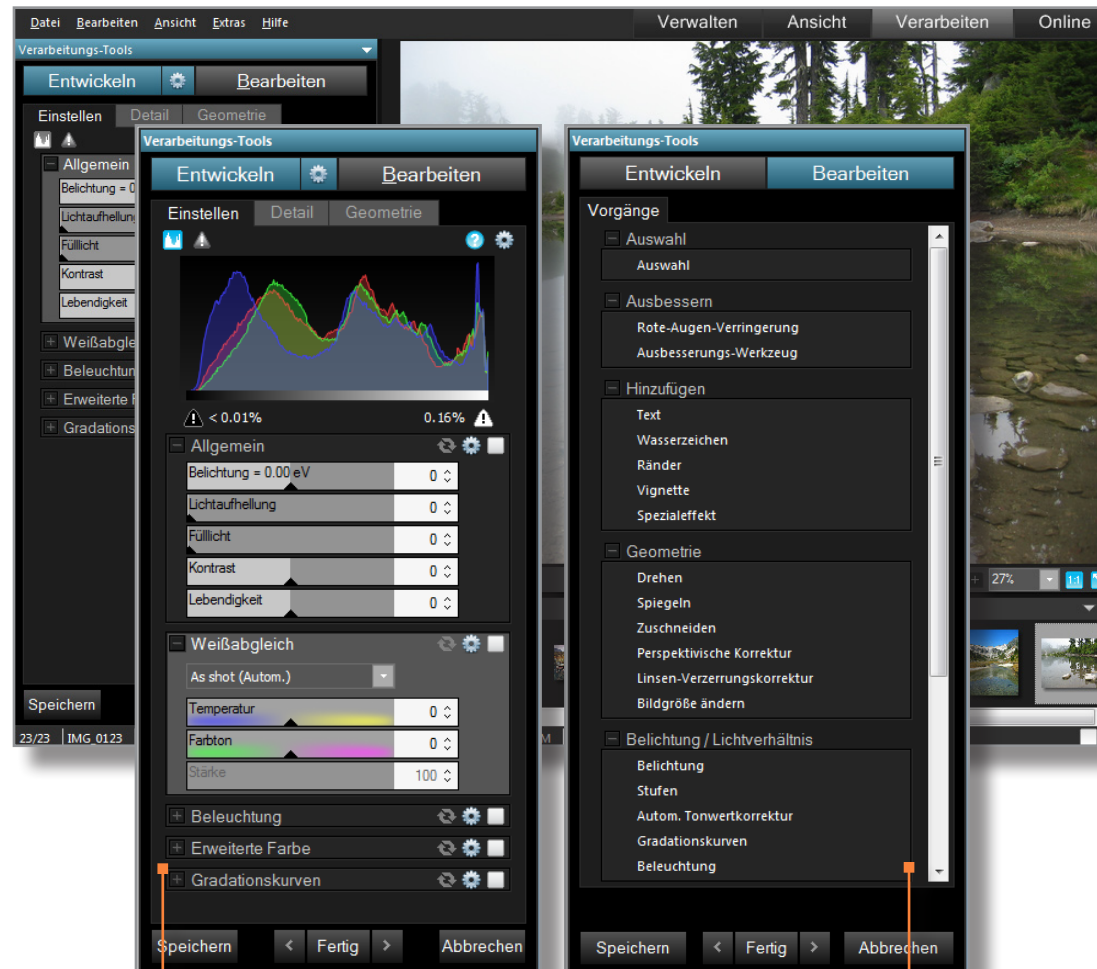 Datei Bearbeiten Ansicht Extras Hilfe
Verwalten Ansicht Verarbeiten Online
Verarbeitungs-Tools
Entwickeln Bearbeiten
Einstellen Detail Geometrie
Allgemein
Belichtung = 0
Lichtaufhellung
Fülllicht
Kontrast
Lebendigkeit
Weißabgle
Beleuchtun
Erweiterte F
Gradations
Speichern
23/23 IMG_0123
Verarbeitungs-Tools
Entwickeln Bearbeiten
Einstellen Detail Geometrie
< 0.01% 0.16%
Allgemein
Belichtung = 0.00 eV 0
Lichtaufhellung 0
Fülllicht 0
Kontrast 0
Lebendigkeit 0
Weißabgleich
As shot (Autom.)
Temperatur 0
Farbton 0
Stärke 100
Beleuchtung
Erweiterte Farbe
Gradationskurven
Speichern < Fertig > Abbrechen
M
Verarbeitungs-Tools
Entwickeln Bearbeiten
Vorgänge
Auswahl
Auswahl
Ausbessern
Rote-Augen-Verringerung
Ausbesserungs-Werkzeug
Hinzufügen
Text
Wasserzeichen
Ränder
Vignette
Spezialeffekt
Geometrie
Drehen
Spiegeln
Zuschneiden
Perspektivische Korrektur
Linsen-Verzerrungskorrektur
Bildgröße ändern
Belichtung / Lichtverhältnis
Belichtung
Stufen
Autom. Tonwertkorrektur
Gradationskurven
Beleuchtung
Speichern < Fertig > Abbrechen
27% 1:1